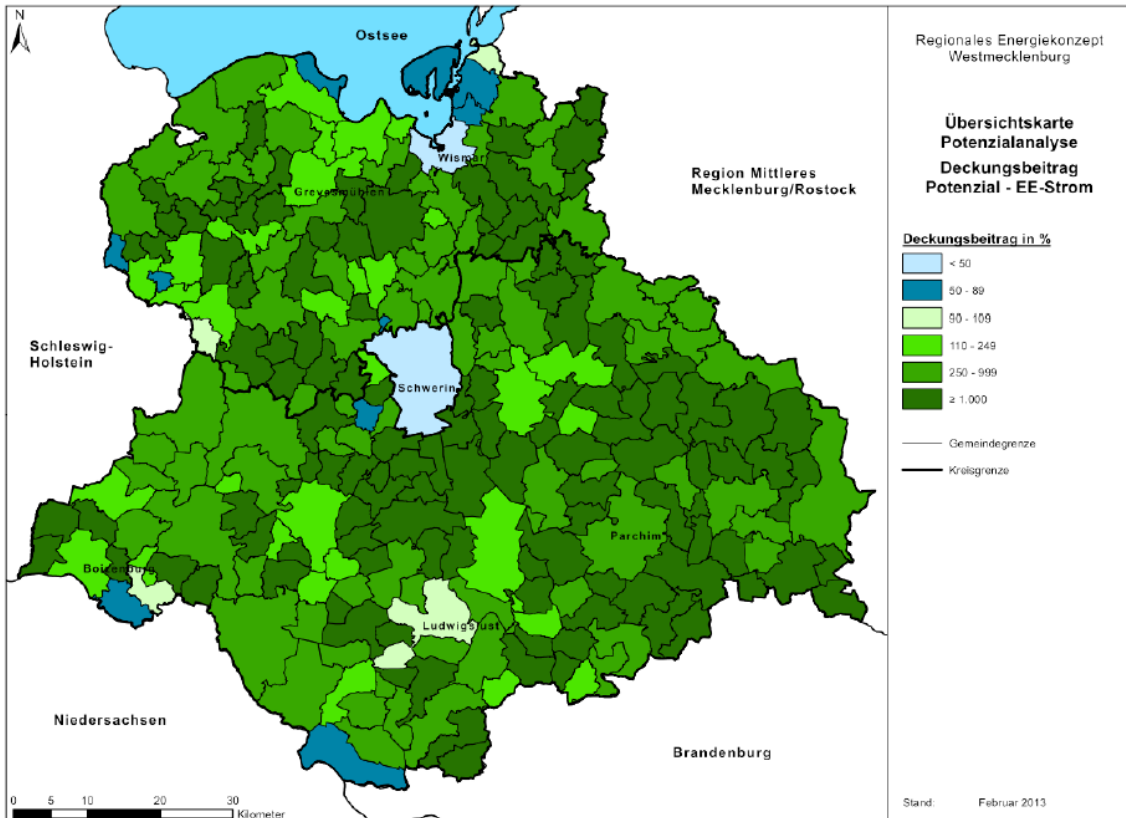 N
Ostsee
Wismar
Grevesmühlen
Region Mittleres
Mecklenburg/Rostock
Schleswig-
Holstein
Schwerin
Parchim
Boizenburg
Ludwigslust
Niedersachsen
Brandenburg
0 5 10 20 30
Kilometer
Regionales Energiekonzept
Westmecklenburg
Übersichtskarte
Potenzialanalyse
Deckungsbeitrag
Potenzial - EE-Strom
Deckungsbeitrag in %
< 50
50 - 89
90 - 109
110 - 249
250 - 999
≥ 1.000
Gemeindegrenze
Kreisgrenze
Stand: Februar 2013